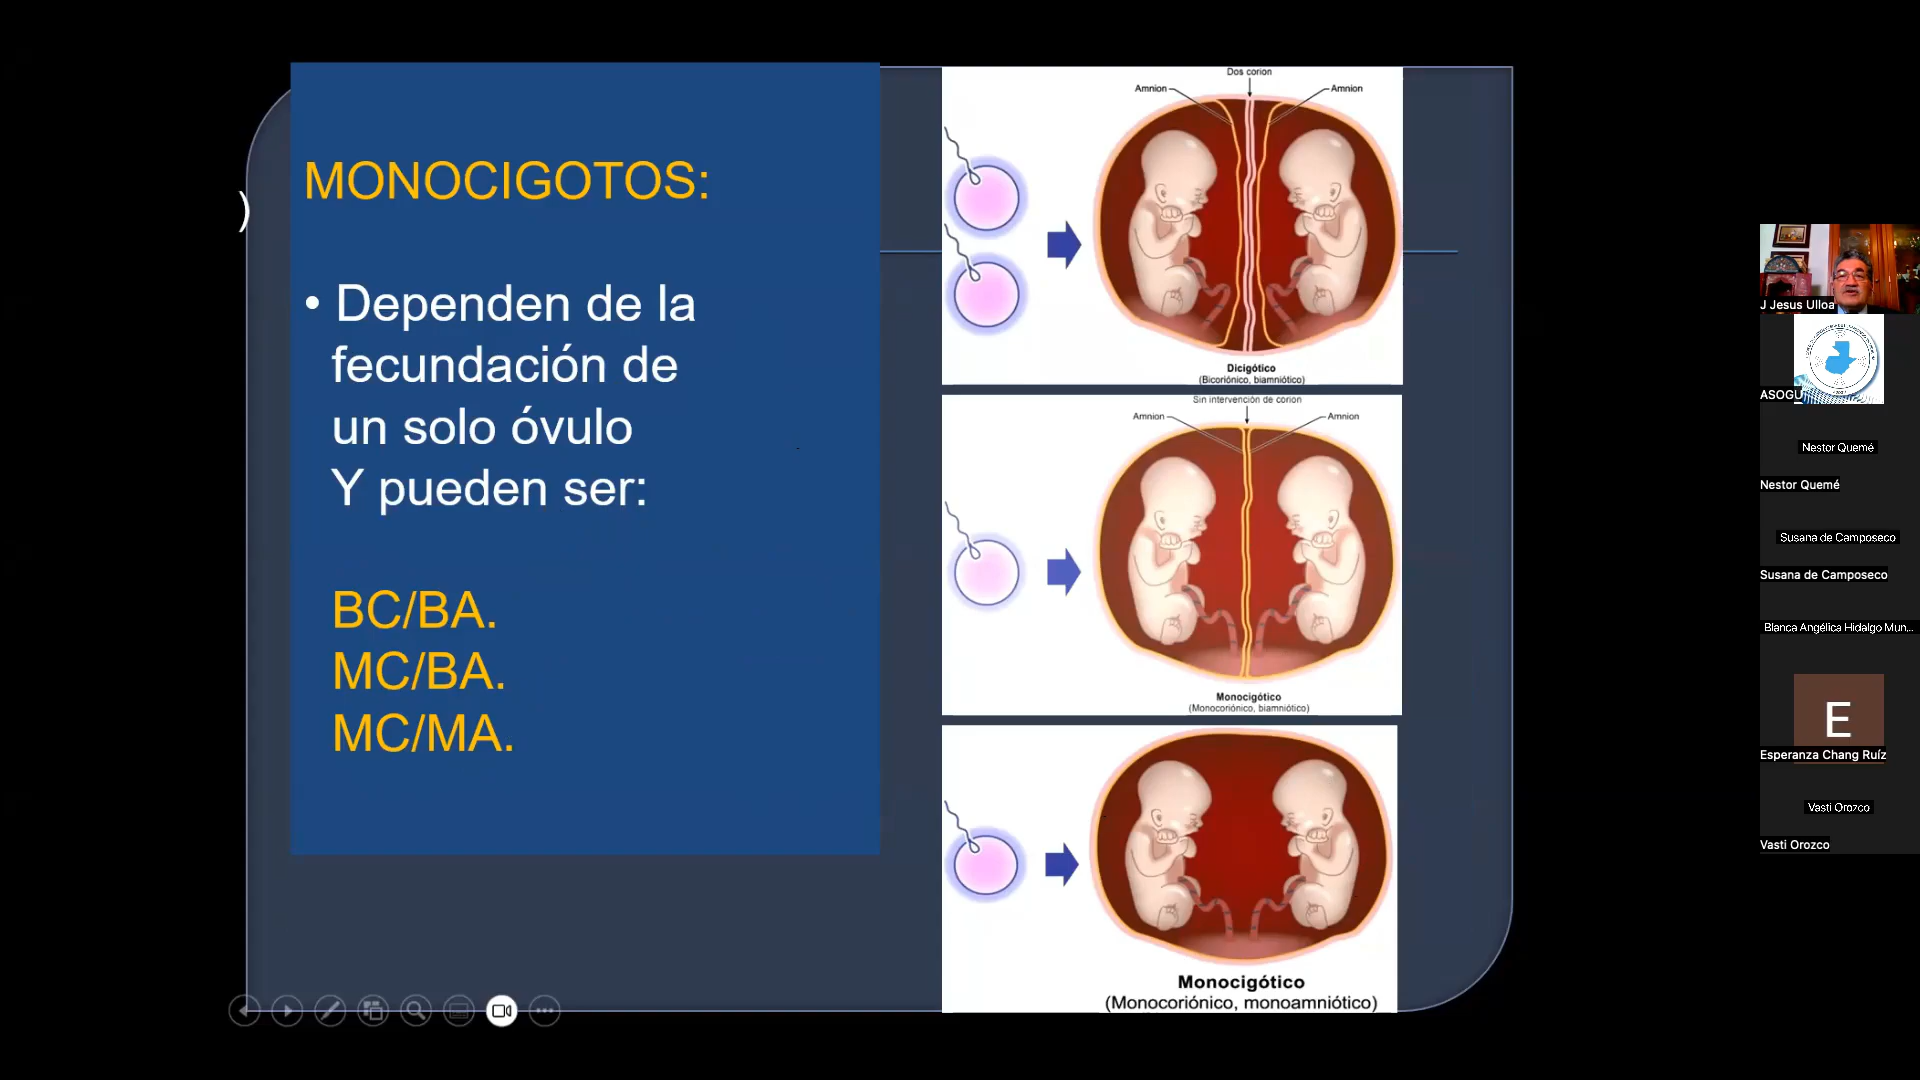 )
MONOCIGOTOS:
• Dependen de la
fecundación de
un solo óvulo
Y pueden ser:
BC/BA.
MC/BA.
MC/MA.
Dos corion
Amnion
Amnion
Dicigótico
(Bicoriónico, biamniótico)
Sin intervención de corion
Amnion
Amnion
Monocigótico
(Monocoriónico, biamniótico)
Monocigótico
(Monocoriónico, monoamniótico)
J Jesus Ulloa
ASOGU
Nestor Quemé
Nestor Quemé
Susana de Camposeco
Susana de Camposeco
Blanca Angélica Hidalgo Mun...
E
Esperanza Chang Ruíz
Vasti Orozco
Vasti Orozco